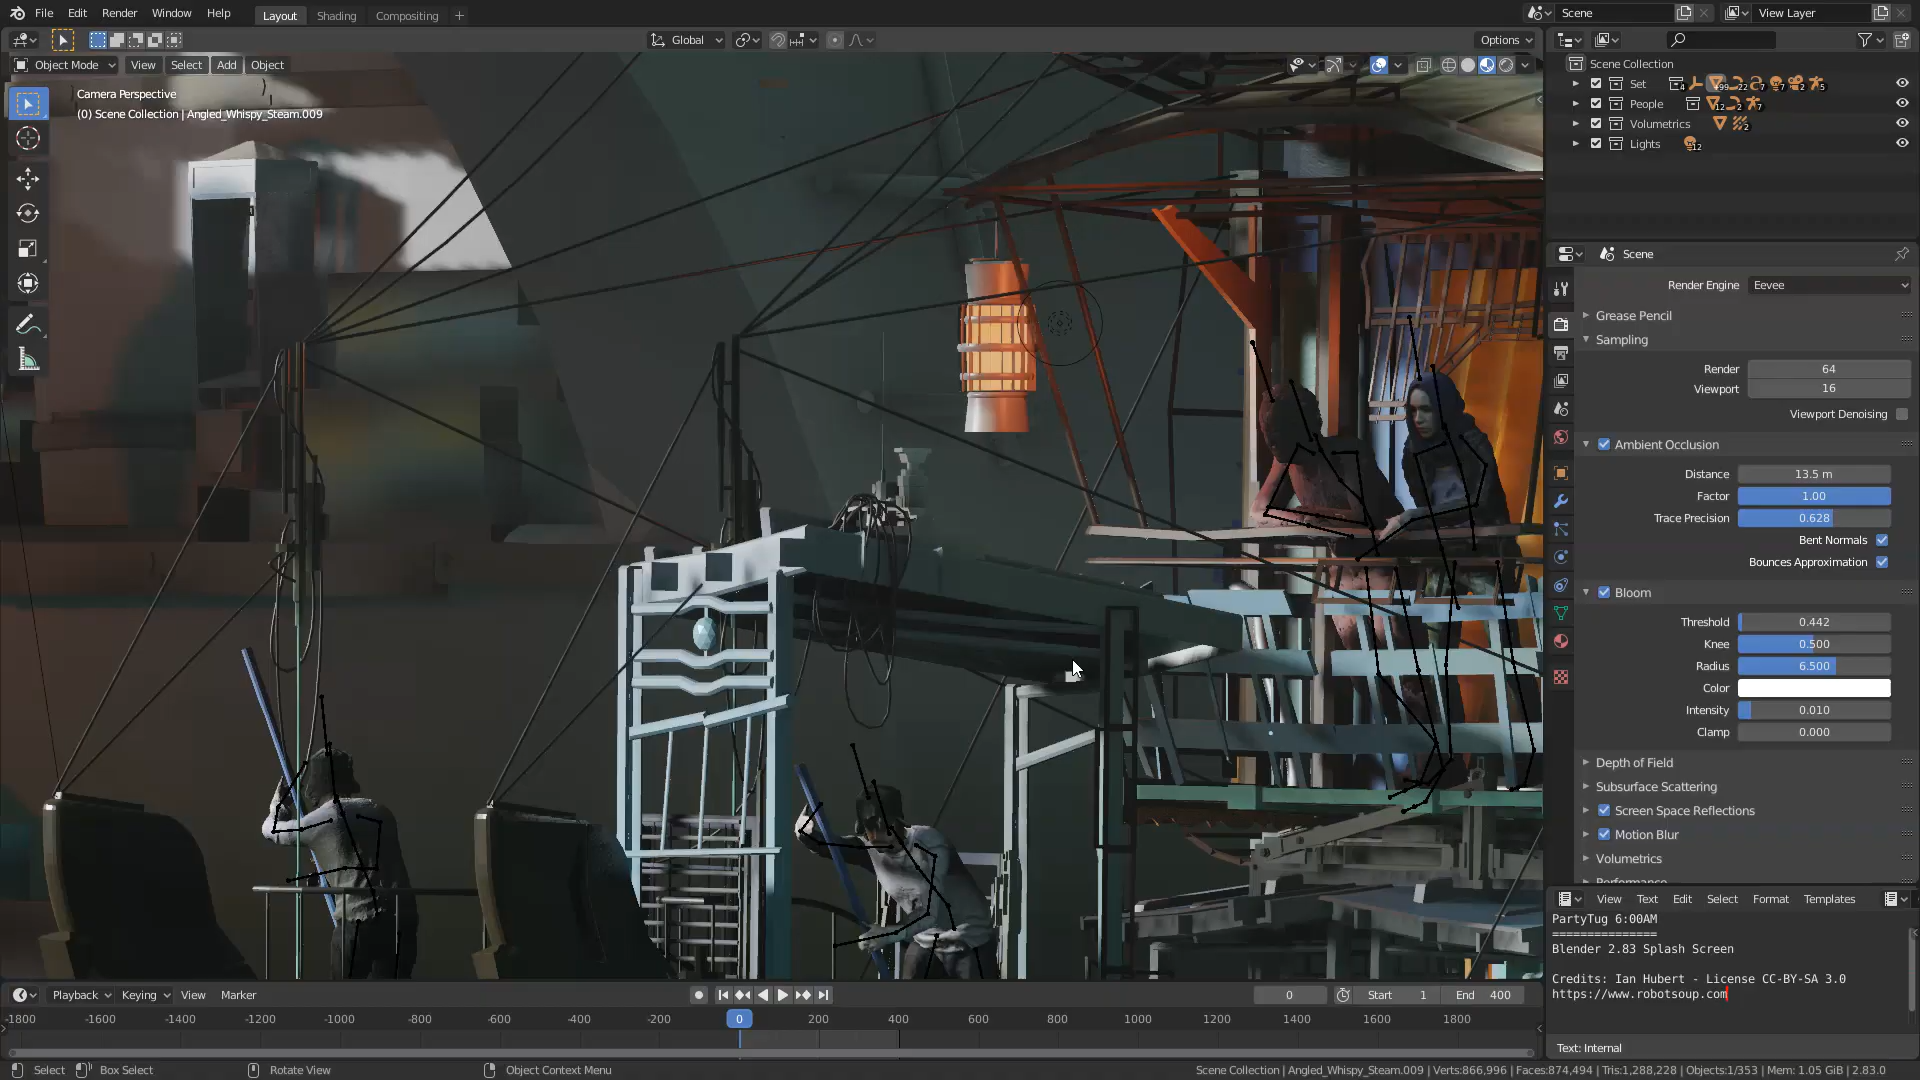 File Edit Render Window Help Layout Shading Compositing + Scene View Layer
Global Options
Object Mode View Select Add Object
Camera Perspective
(0) Scene Collection | Angled_Whispy_Steam.009
Scene Collection
Set
People
Volumetrics
Lights
Scene
Render Engine Eevee
Grease Pencil
Sampling
Render 64
Viewport 16
Viewport Denoising
Ambient Occlusion
Distance 13.5 m
Factor 1.00
Trace Precision 0.628
Bent Normals
Bounces Approximation
Bloom
Threshold 0.442
Knee 0.500
Radius 6.500
Color
Intensity 0.010
Clamp 0.000
Depth of Field
Subsurface Scattering
Screen Space Reflections
Motion Blur
Volumetrics
Performance
View Text Edit Select Format Templates
PartyTug 6:00AM
===============
Blender 2.83 Splash Screen
Credits: Ian Hubert - License CC-BY-SA 3.0
https://www.robotsoup.com
Text: Internal
Playback Keying View Marker 0 Start 1 End 400
-1800 -1600 -1400 -1200 -1000 -800 -600 -400 -200 0 200 400 600 800 1000 1200 1400 1600 1800
Select Box Select Rotate View Object Context Menu Scene Collection | Angled_Whispy_Steam.009 | Verts:866,996 | Faces:874,494 | Tris:1,288,228 | Objects:1/353 | Mem: 1.05 GiB | 2.83.0